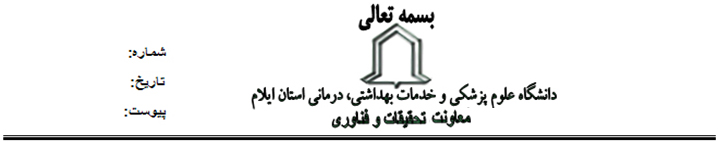 بسمه تعالی
شماره:
تاریخ:
پیوست:
دانشگاه علوم پزشکی و خدمات بهداشتی، درمانی استان ایلام
معاونت تحقیقات و فناوری